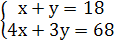 x + y = 18
4x + 3y = 68